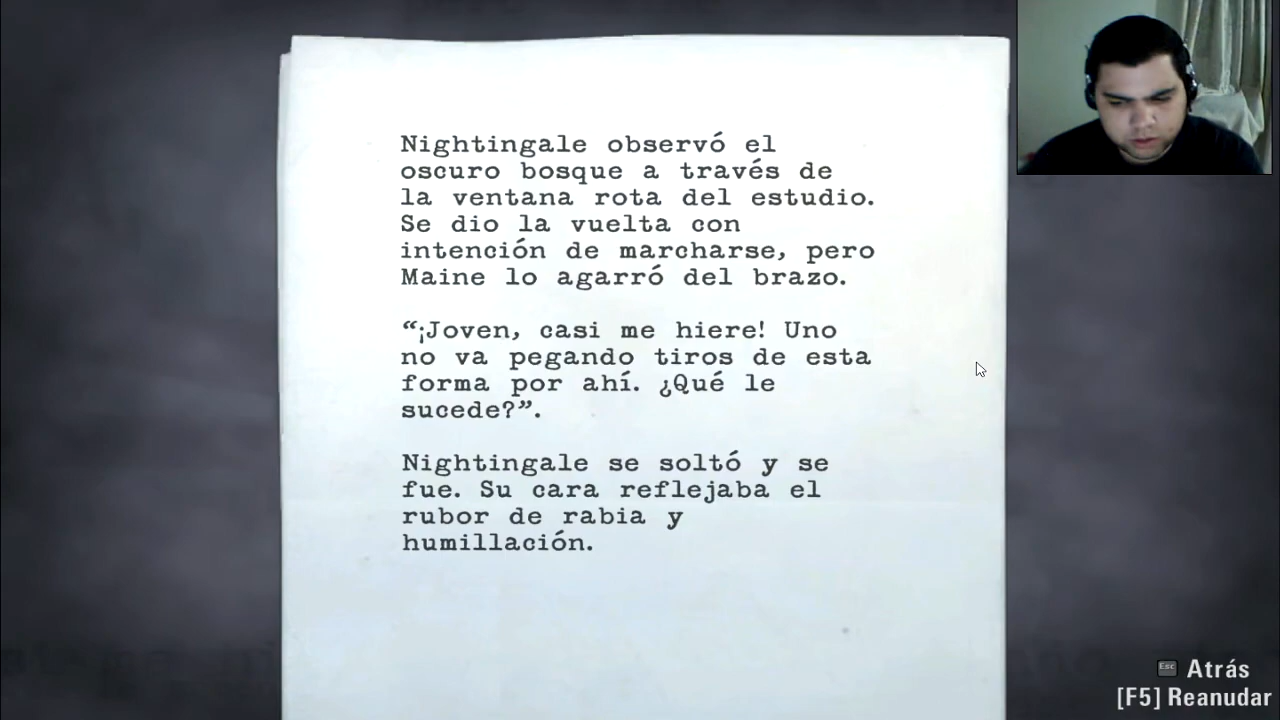 Nightingale observó el
oscuro bosque a través de
la ventana rota del estudio.
Se dio la vuelta con
intención de marcharse, pero
Maine lo agarró del brazo.
“¡Joven, casi me hiere! Uno
no va pegando tiros de esta
forma por ahí. ¿Qué le
sucede?”.
Nightingale se soltó y se
fue. Su cara reflejaba el
rubor de rabia y
humillación.
Esc Atrás
[F5] Reanudar